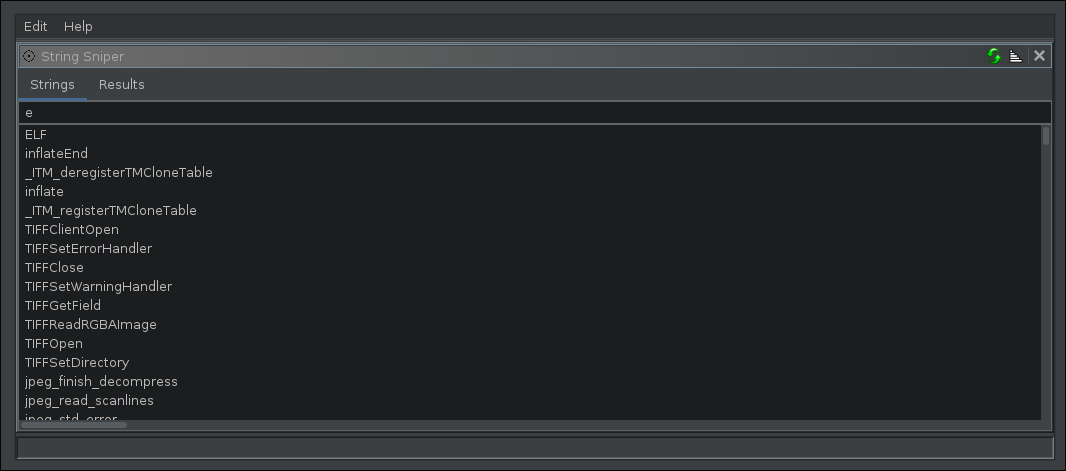 Edit Help
String Sniper
Strings Results
e
ELF
inflateEnd
_ITM_deregisterTMCloneTable
inflate
_ITM_registerTMCloneTable
TIFFClientOpen
TIFFSetErrorHandler
TIFFClose
TIFFSetWarningHandler
TIFFGetField
TIFFReadRGBAImage
TIFFOpen
TIFFSetDirectory
jpeg_finish_decompress
jpeg_read_scanlines
jpeg_std_error